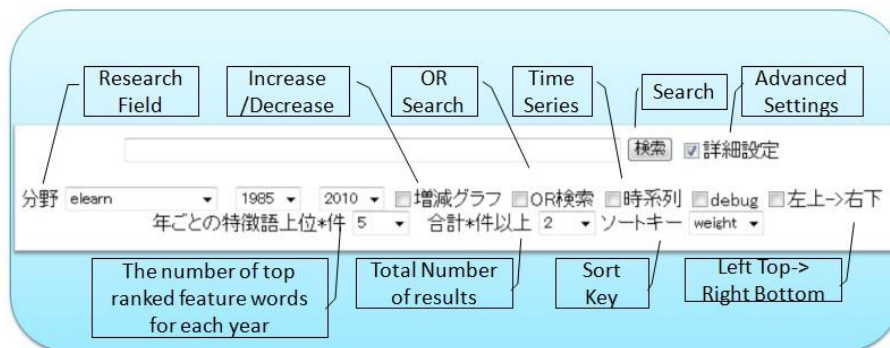 Research
Field
Increase
/Decrease
OR
Search
Time
Series
Search
Advanced
Settings
検索 詳細設定
分野 elearn 1985 2010 増減グラフ OR検索 時系列 debug 左上->右下
年ごとの特徴語上位*件 5 合計*件以上 2 ソートキー weight
The number of top
ranked feature words
for each year
Total Number
of results
Sort
Key
Left Top->
Right Bottom